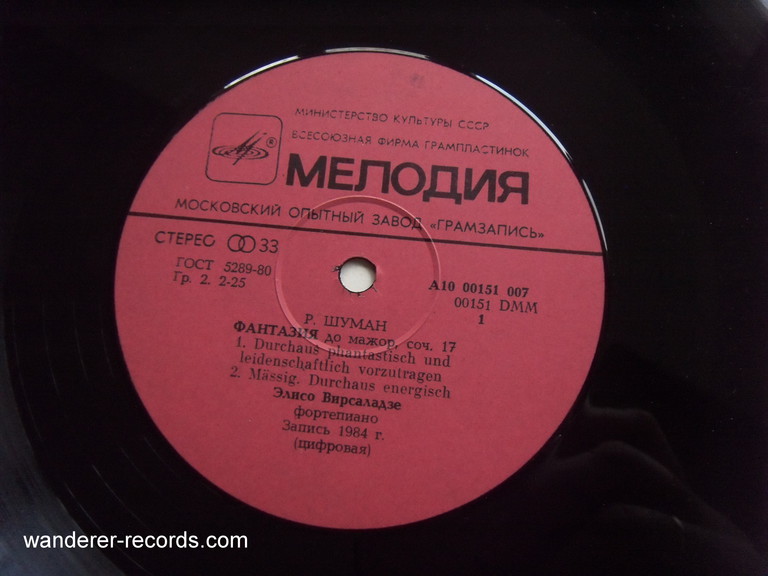 МИНИСТЕРСТВО КУЛЬТУРЫ СССР
ВСЕСОЮЗНАЯ ФИРМА ГРАМПЛАСТИНОК
® МЕЛОДИЯ
МОСКОВСКИЙ ОПЫТНЫЙ ЗАВОД «ГРАМЗАПИСЬ»
СТЕРЕО 33
ГОСТ 5289-80
Гр. 2. 2-25
А10 00151 007
00151 DMM
1
Р. ШУМАН
ФАНТАЗИЯ до мажор, соч. 17
1. Durchaus phantastisch und
leidenschaftlich vorzutragen
2. Mässig. Durchaus energisch
Элисо Вирсаладзе
фортепиано
Запись 1984 г.
(цифровая)
wanderer-records.com